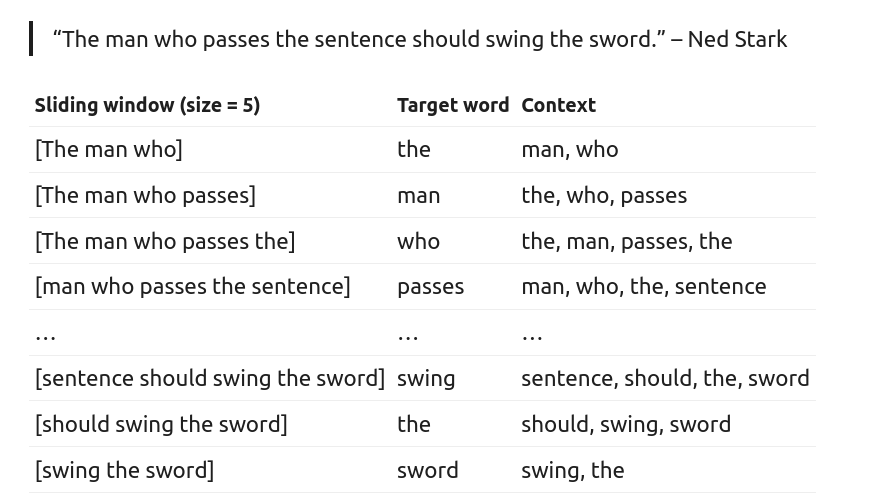 “The man who passes the sentence should swing the sword.” – Ned Stark
Sliding window (size = 5) Target word Context
[The man who] the man, who
[The man who passes] man the, who, passes
[The man who passes the] who the, man, passes, the
[man who passes the sentence] passes man, who, the, sentence
… … …
[sentence should swing the sword] swing sentence, should, the, sword
[should swing the sword] the should, swing, sword
[swing the sword] sword swing, the